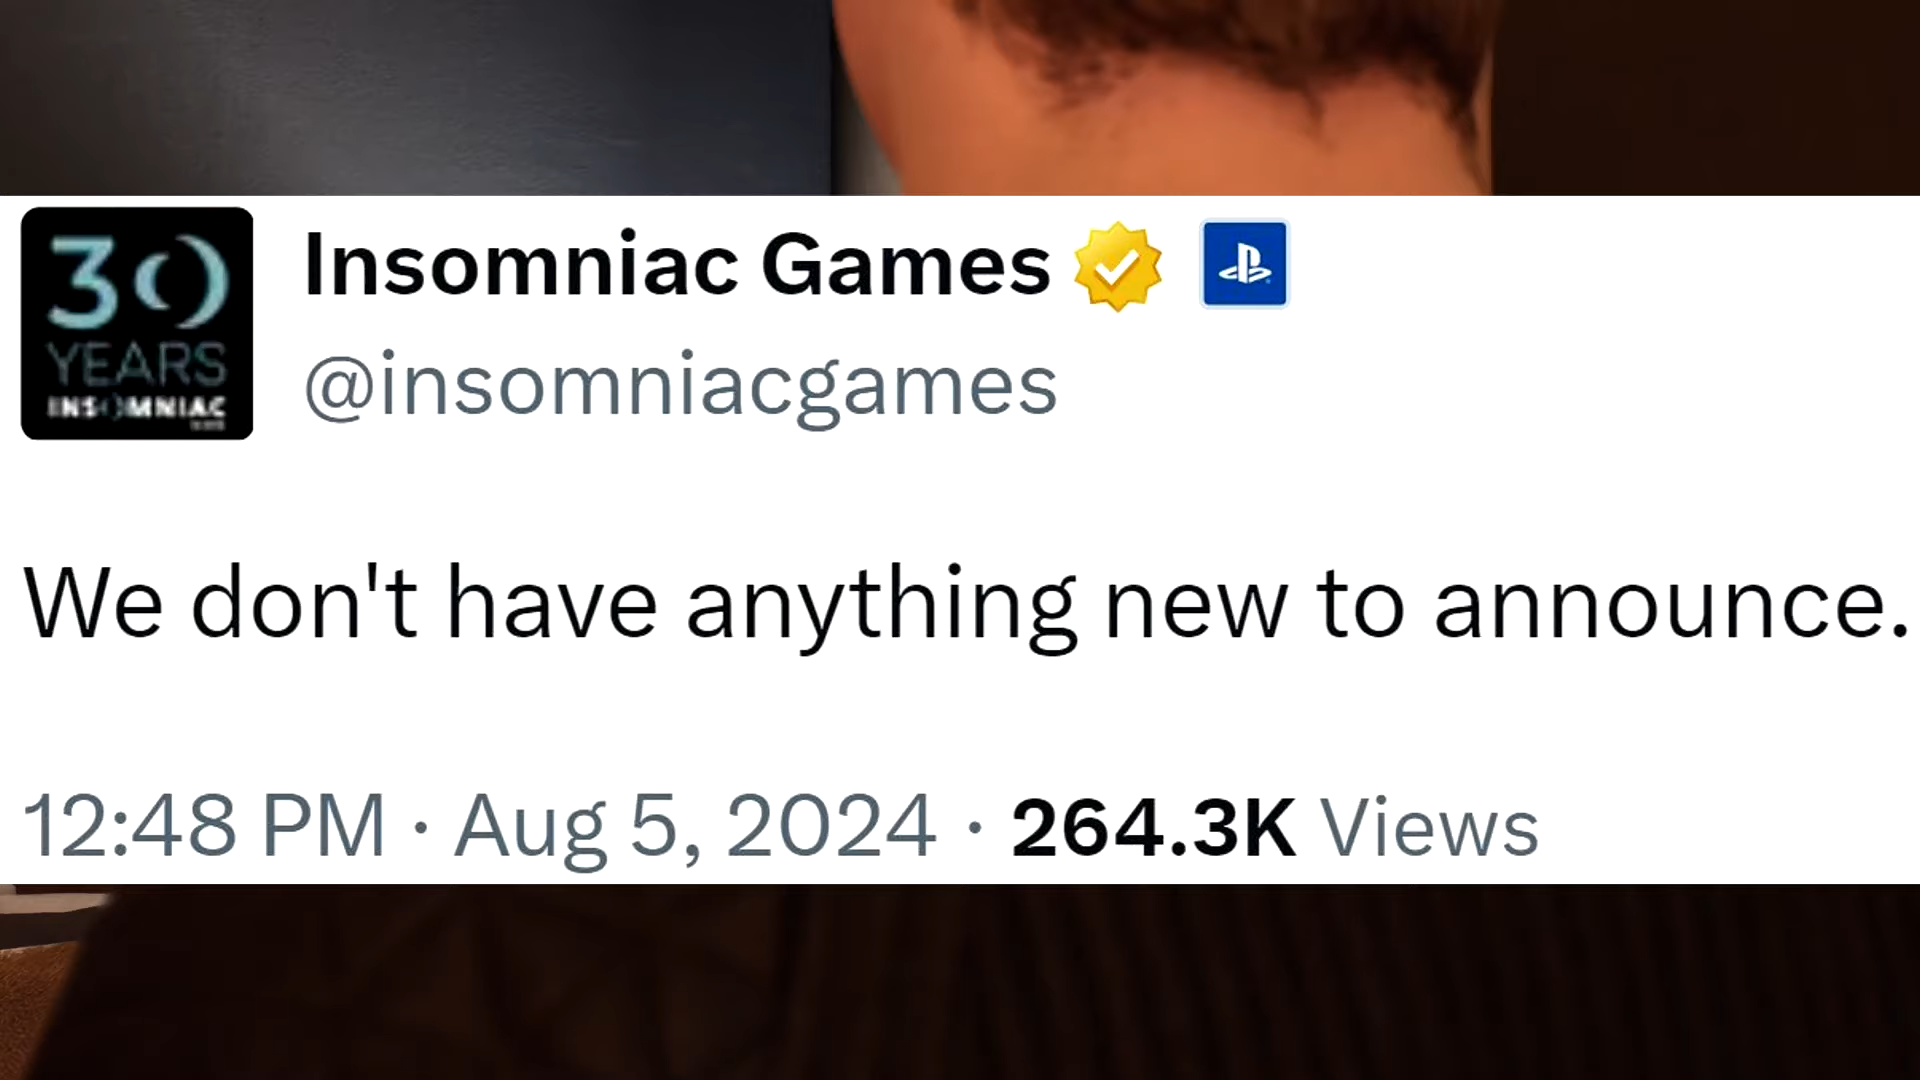 30
YEARS
INSOMNIAC
Insomniac Games
@insomniacgames
We don't have anything new to announce.
12:48 PM · Aug 5, 2024 · 264.3K Views